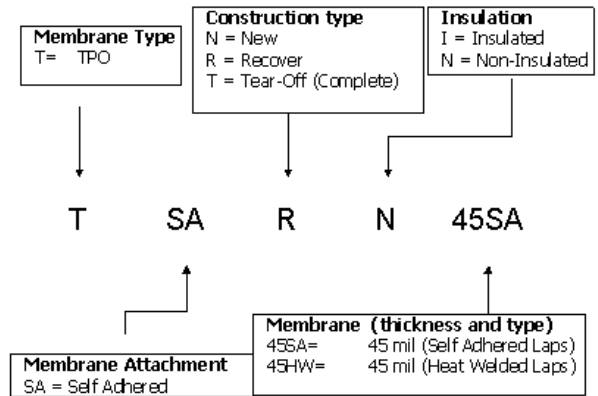 Membrane Type
T= TPO
Construction type
N = New
R = Recover
T = Tear-Off (Complete)
Insulation
I = Insulated
N = Non-Insulated
T SA R N 45SA
Membrane Attachment
SA = Self Adhered
Membrane (thickness and type)
45SA= 45 mil (Self Adhered Laps)
45HW= 45 mil (Heat Welded Laps)